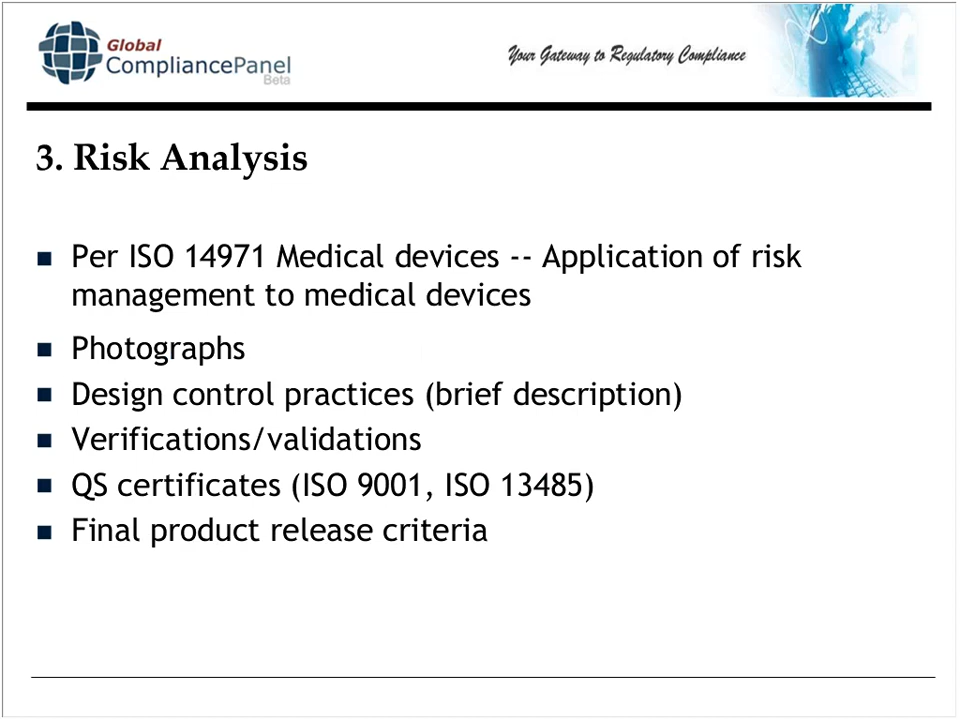 Global
CompliancePanel
Beta
Your Gateway to Regulatory Compliance
3. Risk Analysis
Per ISO 14971 Medical devices -- Application of risk
management to medical devices
Photographs
Design control practices (brief description)
Verifications/validations
QS certificates (ISO 9001, ISO 13485)
Final product release criteria